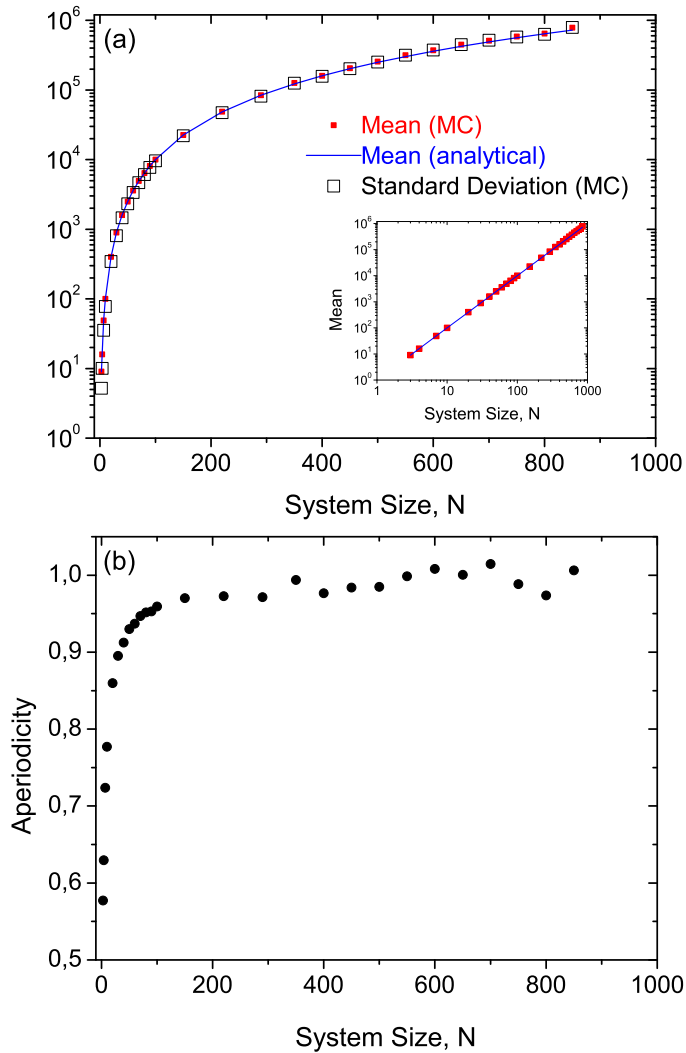 (a)
10^6
10^5
10^4
10^3
10^2
10^1
10^0
Mean (MC)
Mean (analytical)
Standard Deviation (MC)
Mean
10^6
10^5
10^4
10^3
10^2
10^1
10^0
1 10 100 1000
System Size, N
0 200 400 600 800 1000
System Size, N
(b)
Aperiodicity
1,0
0,9
0,8
0,7
0,6
0,5
0 200 400 600 800 1000
System Size, N